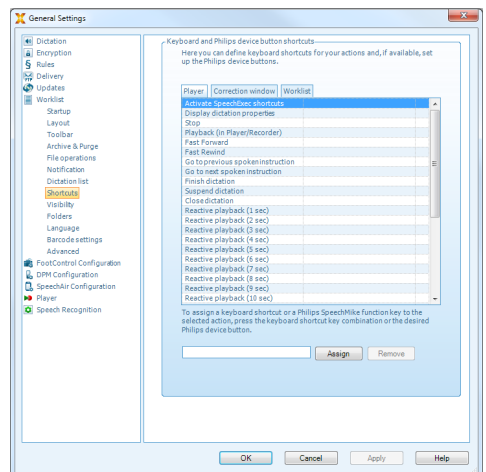 General Settings
Dictation
Encryption
Rules
Delivery
Updates
Worklist
Startup
Layout
Toolbar
Archive & Purge
File operations
Notification
Dictation list
Shortcuts
Visibility
Folders
Language
Barcode settings
Advanced
FootControl Configuration
DPM Configuration
SpeechAir Configuration
Player
Speech Recognition
Keyboard and Philips device button shortcuts
Here you can define keyboard shortcuts for your actions and, if available, set
up the Philips device buttons.
Player Correction window Worklist
Activate SpeechExec shortcuts
Display dictation properties
Stop
Playback (in Player/Recorder)
Fast Forward
Fast Rewind
Go to previous spoken instruction
Go to next spoken instruction
Finish dictation
Suspend dictation
Close dictation
Reactive playback (1 sec)
Reactive playback (2 sec)
Reactive playback (3 sec)
Reactive playback (4 sec)
Reactive playback (5 sec)
Reactive playback (6 sec)
Reactive playback (7 sec)
Reactive playback (8 sec)
Reactive playback (9 sec)
Reactive playback (10 sec)
To assign a keyboard shortcut or a Philips SpeechMike function key to the
selected action, press the keyboard shortcut key combination or the desired
Philips device button.
Assign Remove
OK Cancel Apply Help